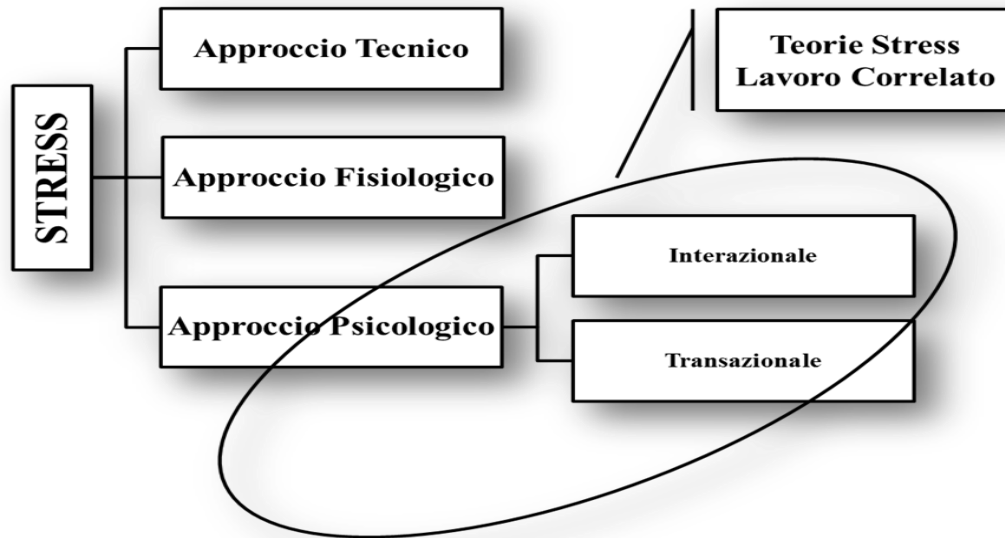 STRESS
Approccio Tecnico
Approccio Fisiologico
Approccio Psicologico
Interazionale
Transazionale
Teorie Stress
Lavoro Correlato